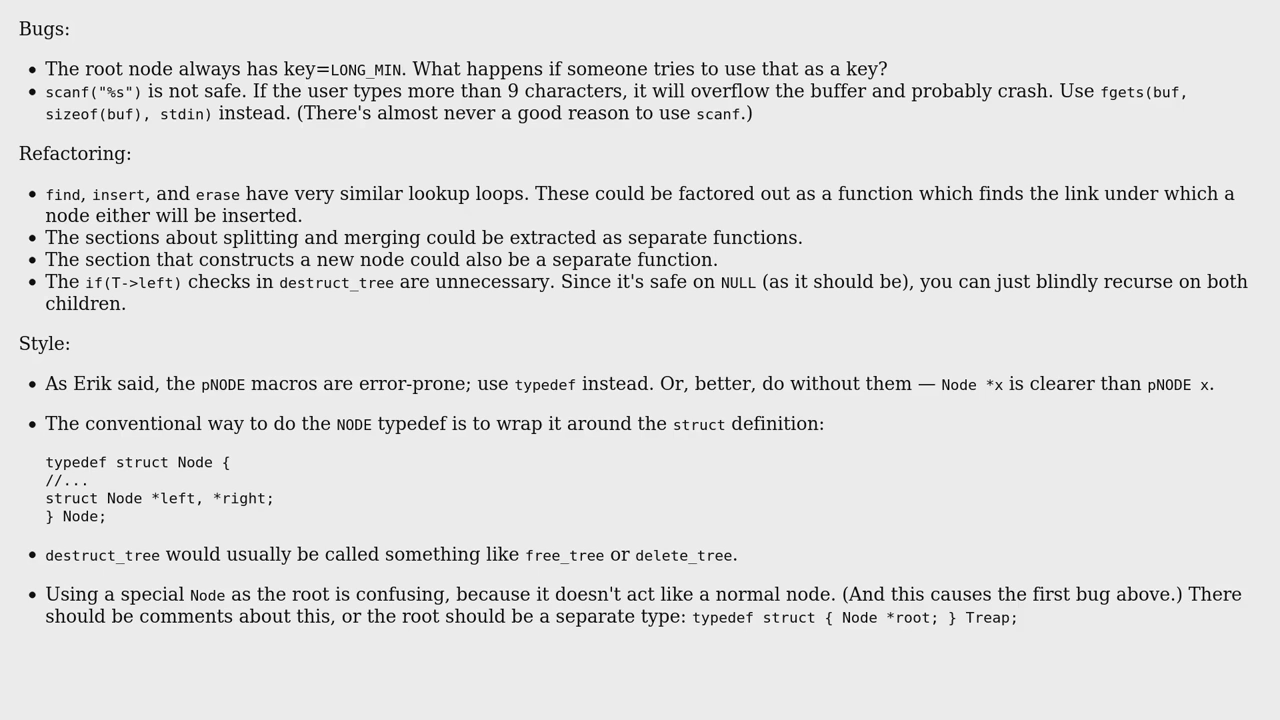 Bugs:
• The root node always has key=LONG_MIN. What happens if someone tries to use that as a key?
• scanf("%s") is not safe. If the user types more than 9 characters, it will overflow the buffer and probably crash. Use fgets(buf,
sizeof(buf), stdin) instead. (There's almost never a good reason to use scanf.)
Refactoring:
• find, insert, and erase have very similar lookup loops. These could be factored out as a function which finds the link under which a
node either will be inserted.
• The sections about splitting and merging could be extracted as separate functions.
• The section that constructs a new node could also be a separate function.
• The if(T->left) checks in destruct_tree are unnecessary. Since it's safe on NULL (as it should be), you can just blindly recurse on both
children.
Style:
• As Erik said, the pNODE macros are error-prone; use typedef instead. Or, better, do without them — Node *x is clearer than pNODE x.
• The conventional way to do the NODE typedef is to wrap it around the struct definition:
typedef struct Node {
//...
struct Node *left, *right;
} Node;
• destruct_tree would usually be called something like free_tree or delete_tree.
• Using a special Node as the root is confusing, because it doesn't act like a normal node. (And this causes the first bug above.) There
should be comments about this, or the root should be a separate type: typedef struct { Node *root; } Treap;